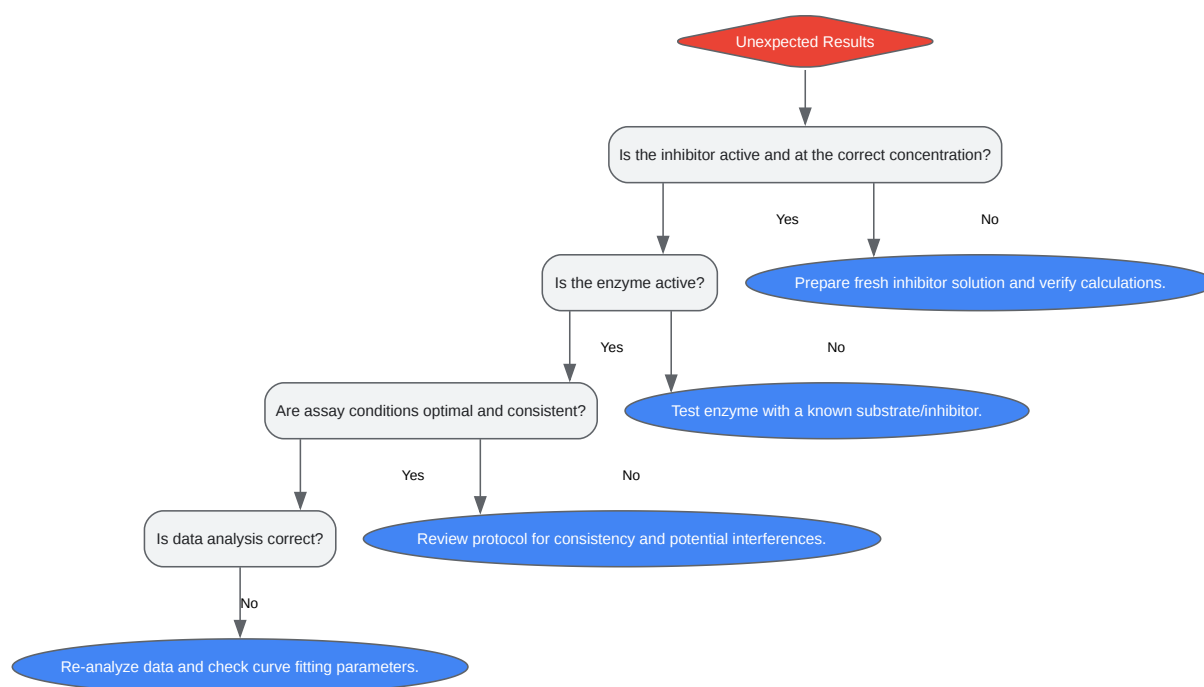 Unexpected Results
Is the inhibitor active and at the correct concentration?
Yes
No
Is the enzyme active?
Prepare fresh inhibitor solution and verify calculations.
Yes
No
Are assay conditions optimal and consistent?
Test enzyme with a known substrate/inhibitor.
Yes
No
Is data analysis correct?
Review protocol for consistency and potential interferences.
No
Re-analyze data and check curve fitting parameters.